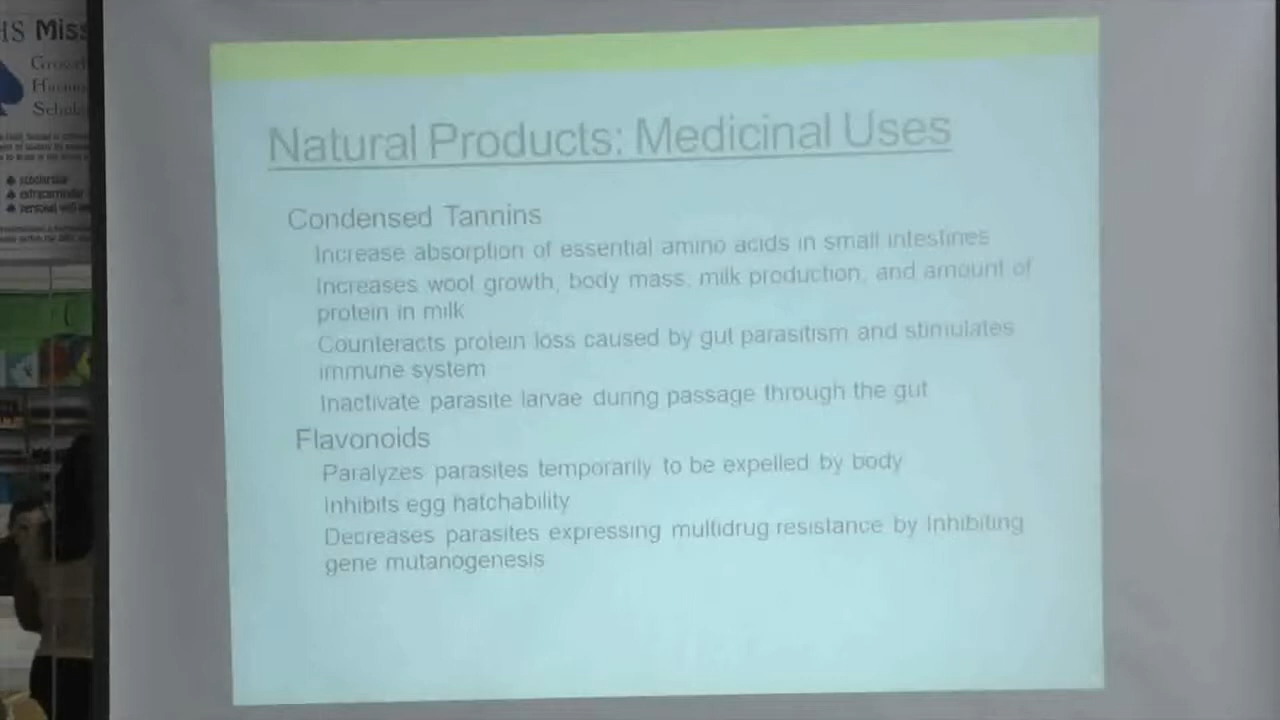 Miss
Natural Products: Medicinal Uses
Condensed Tannins
Increase absorption of essential amino acids in small intestines
Increases wool growth, body mass, milk production, and amount of
protein in milk
Counteracts protein loss caused by gut parasitism and stimulates
immune system
Inactivate parasite larvae during passage through the gut
Flavonoids
Paralyzes parasites temporarily to be expelled by body
Inhibits egg hatchability
Decreases parasites expressing multidrug resistance by Inhibiting
gene mutanogenesis